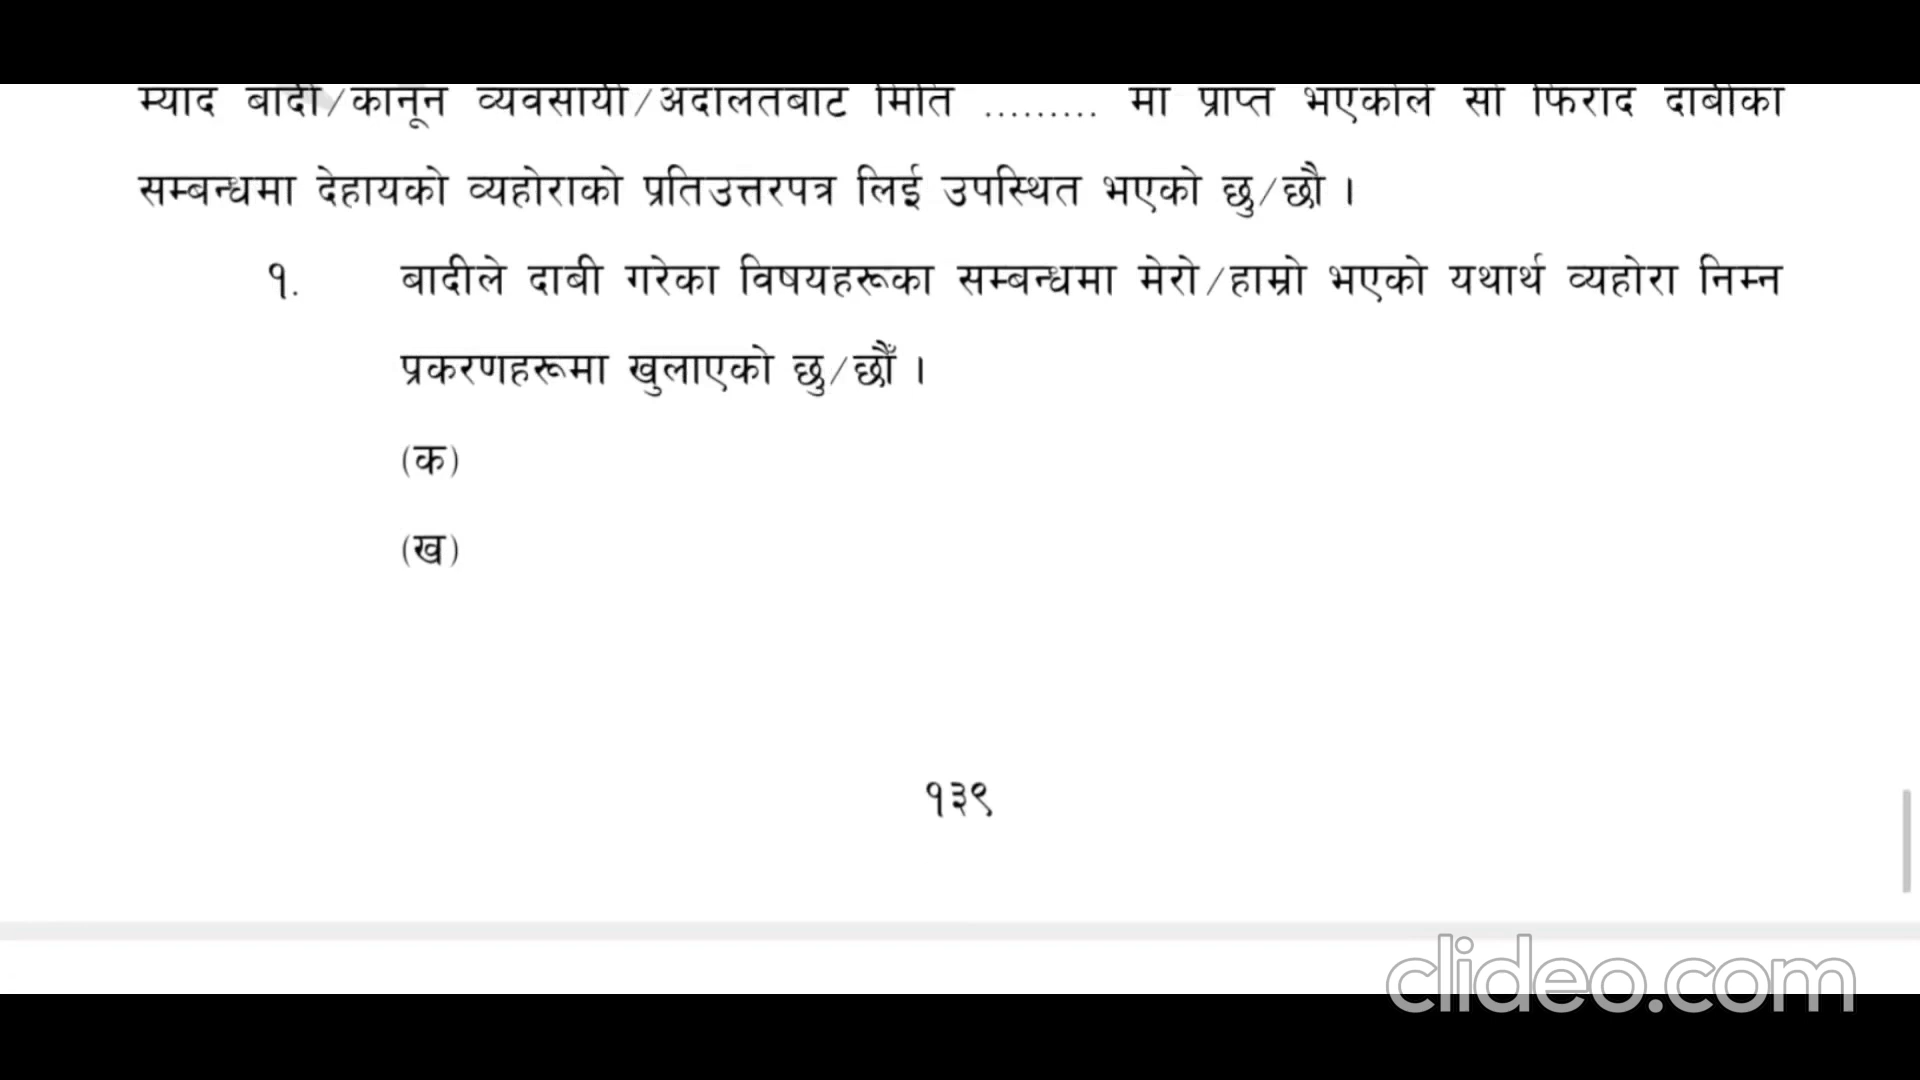 म्याद बादी/कानून व्यवसायी/अदालतबाट मिति ......... मा प्राप्त भएकोले सो फिराद दाबीका
सम्बन्धमा देहायको व्यहोराको प्रतिउत्तरपत्र लिई उपस्थित भएको छु/छौ ।
१. बादीले दाबी गरेका विषयहरूका सम्बन्धमा मेरो/हाम्रो भएको यथार्थ व्यहोरा निम्न
प्रकरणहरूमा खुलाएको छु/छौँ ।
(क)
(ख)
१३९
clideo.com